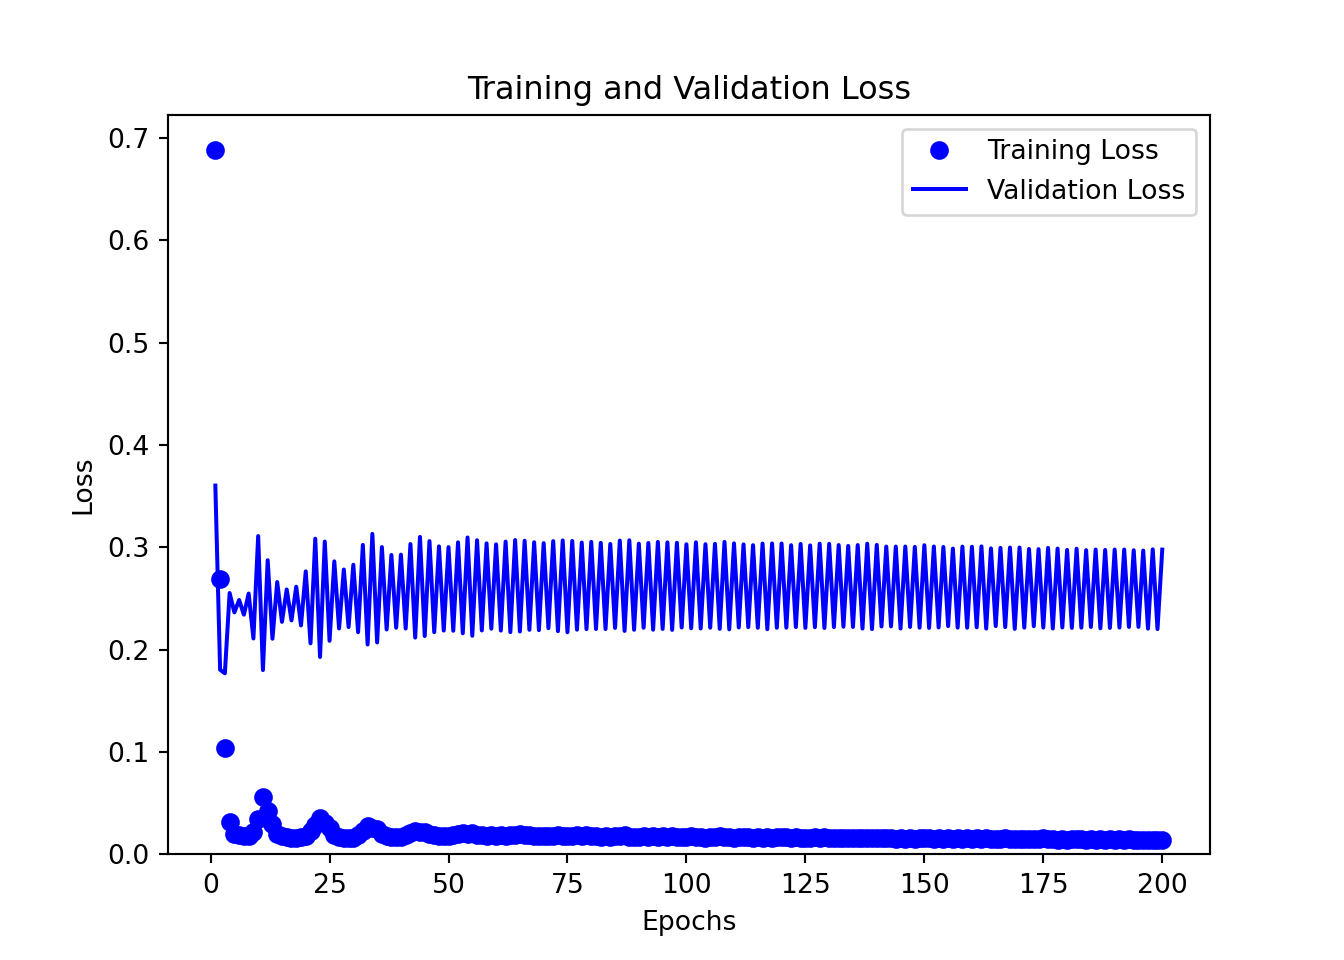 Training and Validation Loss
Training Loss
Validation Loss
0.7
0.6
0.5
0.4
0.3
0.2
0.1
0.0
Loss
0 25 50 75 100 125 150 175 200
Epochs